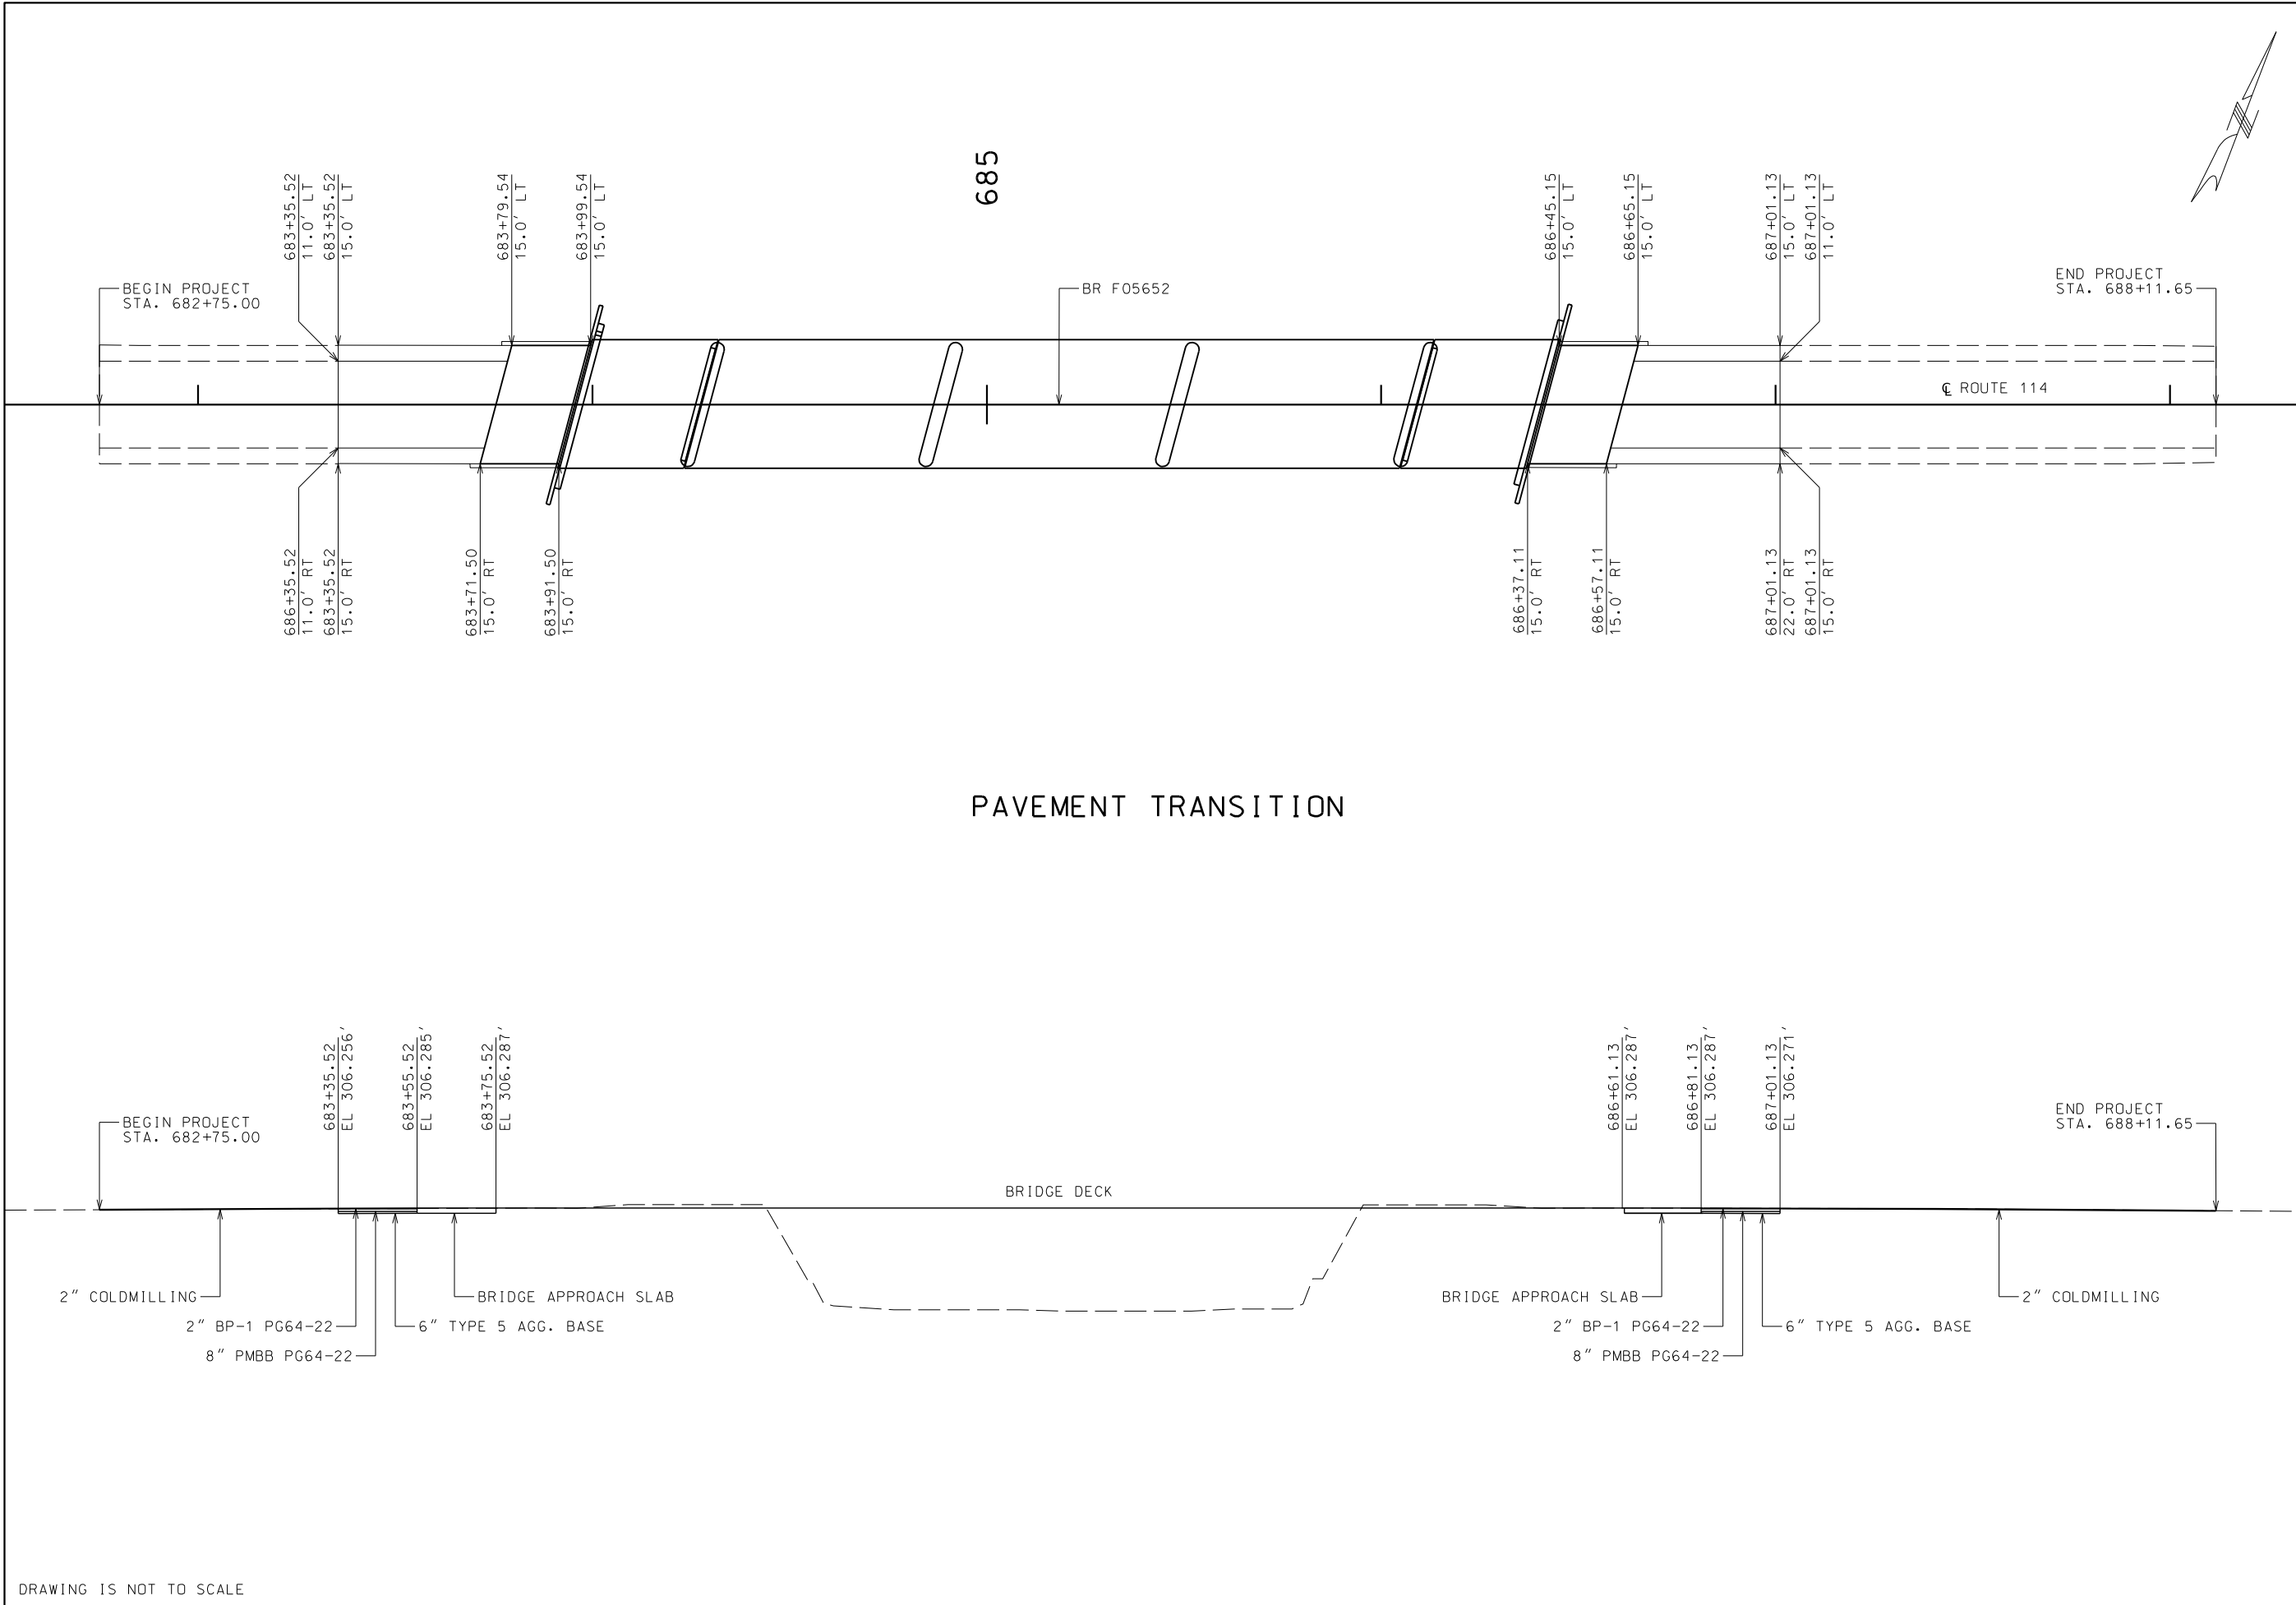 685
683+35.52
11.0' LT
683+35.52
15.0' LT
683+79.54
15.0' LT
683+99.54
15.0' LT
686+45.15
15.0' LT
686+65.15
15.0' LT
687+01.13
15.0' LT
687+01.13
11.0' LT
BEGIN PROJECT
STA. 682+75.00
BR F05652
END PROJECT
STA. 688+11.65
℄ ROUTE 114
686+35.52
11.0' RT
683+35.52
15.0' RT
683+71.50
15.0' RT
683+91.50
15.0' RT
686+37.11
15.0' RT
686+57.11
15.0' RT
687+01.13
22.0' RT
687+01.13
15.0' RT
PAVEMENT TRANSITION
683+35.52
EL 306.256'
683+55.52
EL 306.285'
683+75.52
EL 306.287'
686+61.13
EL 306.287'
686+81.13
EL 306.287'
687+01.13
EL 306.271'
BEGIN PROJECT
STA. 682+75.00
END PROJECT
STA. 688+11.65
BRIDGE DECK
2" COLDMILLING
BRIDGE APPROACH SLAB
2" BP-1 PG64-22
6" TYPE 5 AGG. BASE
8" PMBB PG64-22
BRIDGE APPROACH SLAB
2" COLDMILLING
2" BP-1 PG64-22
6" TYPE 5 AGG. BASE
8" PMBB PG64-22
DRAWING IS NOT TO SCALE